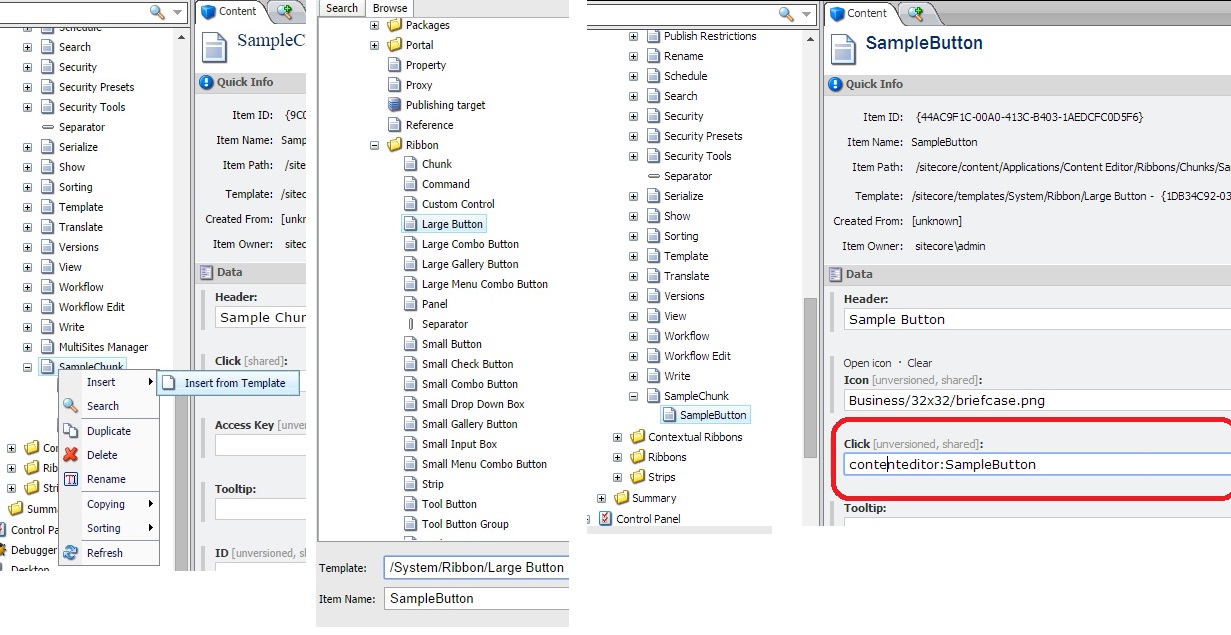 Schedule
Search
Security
Security Presets
Security Tools
Separator
Serialize
Show
Sorting
Template
Translate
Versions
View
Workflow
Workflow Edit
Write
MultiSites Manager
SampleChunk
Insert
Search
Duplicate
Delete
Rename
Copying
Sorting
Refresh
Insert from Template
Summ
Control Pa
Debugger
Desktop
Content
SampleC
Quick Info
Item ID: {9C0
Item Name: Samp
Item Path: /sitec
Template: /sitec
Created From: [unkn
Item Owner: sitec
Data
Header:
Sample Chun
Click [shared]:
Access Key [unver
Tooltip:
ID [unversioned, sh
Search Browse
Packages
Portal
Property
Proxy
Publishing target
Reference
Ribbon
Chunk
Command
Custom Control
Large Button
Large Combo Button
Large Gallery Button
Large Menu Combo Button
Panel
Separator
Small Button
Small Check Button
Small Combo Button
Small Drop Down Box
Small Gallery Button
Small Input Box
Small Menu Combo Button
Strip
Tool Button
Tool Button Group
Template: /System/Ribbon/Large Button
Item Name: SampleButton
Publish Restrictions
Rename
Schedule
Search
Security
Security Presets
Security Tools
Separator
Serialize
Show
Sorting
Template
Translate
Versions
View
Workflow
Workflow Edit
Write
SampleChunk
SampleButton
Contextual Ribbons
Ribbons
Strips
Summary
Control Panel
Content
SampleButton
Quick Info
Item ID: {44AC9F1C-00A0-413C-B403-1AEDCFC0D5F6}
Item Name: SampleButton
Item Path: /sitecore/content/Applications/Content Editor/Ribbons/Chunks/Sa
Template: /sitecore/templates/System/Ribbon/Large Button - {1DB34C92-03
Created From: [unknown]
Item Owner: sitecore\admin
Data
Header:
Sample Button
Open icon · Clear
Icon [unversioned, shared]:
Business/32x32/briefcase.png
Click [unversioned, shared]:
contenteditor:SampleButton
Tooltip: